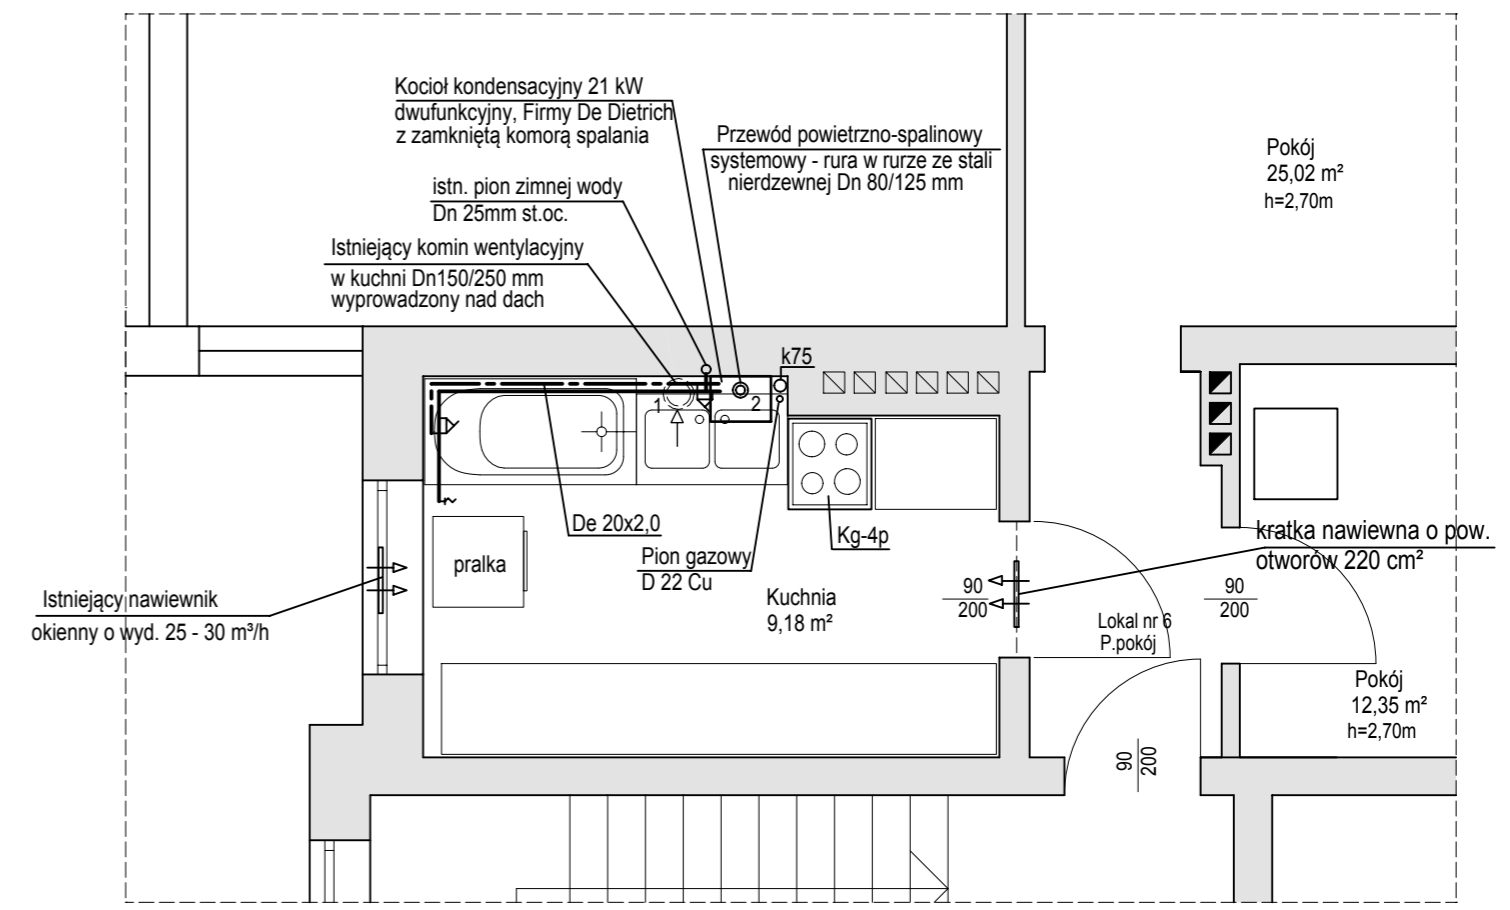 Kocioł kondensacyjny 21 kW
dwufunkcyjny, Firmy De Dietrich
z zamkniętą komorą spalania
Przewód powietrzno-spalinowy
systemowy - rura w rurze ze stali
nierdzewnej Dn 80/125 mm
Pokój
25,02 m²
h=2,70m
istn. pion zimnej wody
Dn 25mm st.oc.
Istniejący komin wentylacyjny
w kuchni Dn150/250 mm
wyprowadzony nad dach
k75
1
2
De 20x2,0
Kg-4p
kratka nawiewna o pow.
otworów 220 cm²
pralka
Pion gazowy
D 22 Cu
Istniejący nawiewnik
okienny o wyd. 25 - 30 m³/h
Kuchnia
9,18 m²
90
200
90
200
Lokal nr 6
P.pokój
Pokój
12,35 m²
h=2,70m
90
200